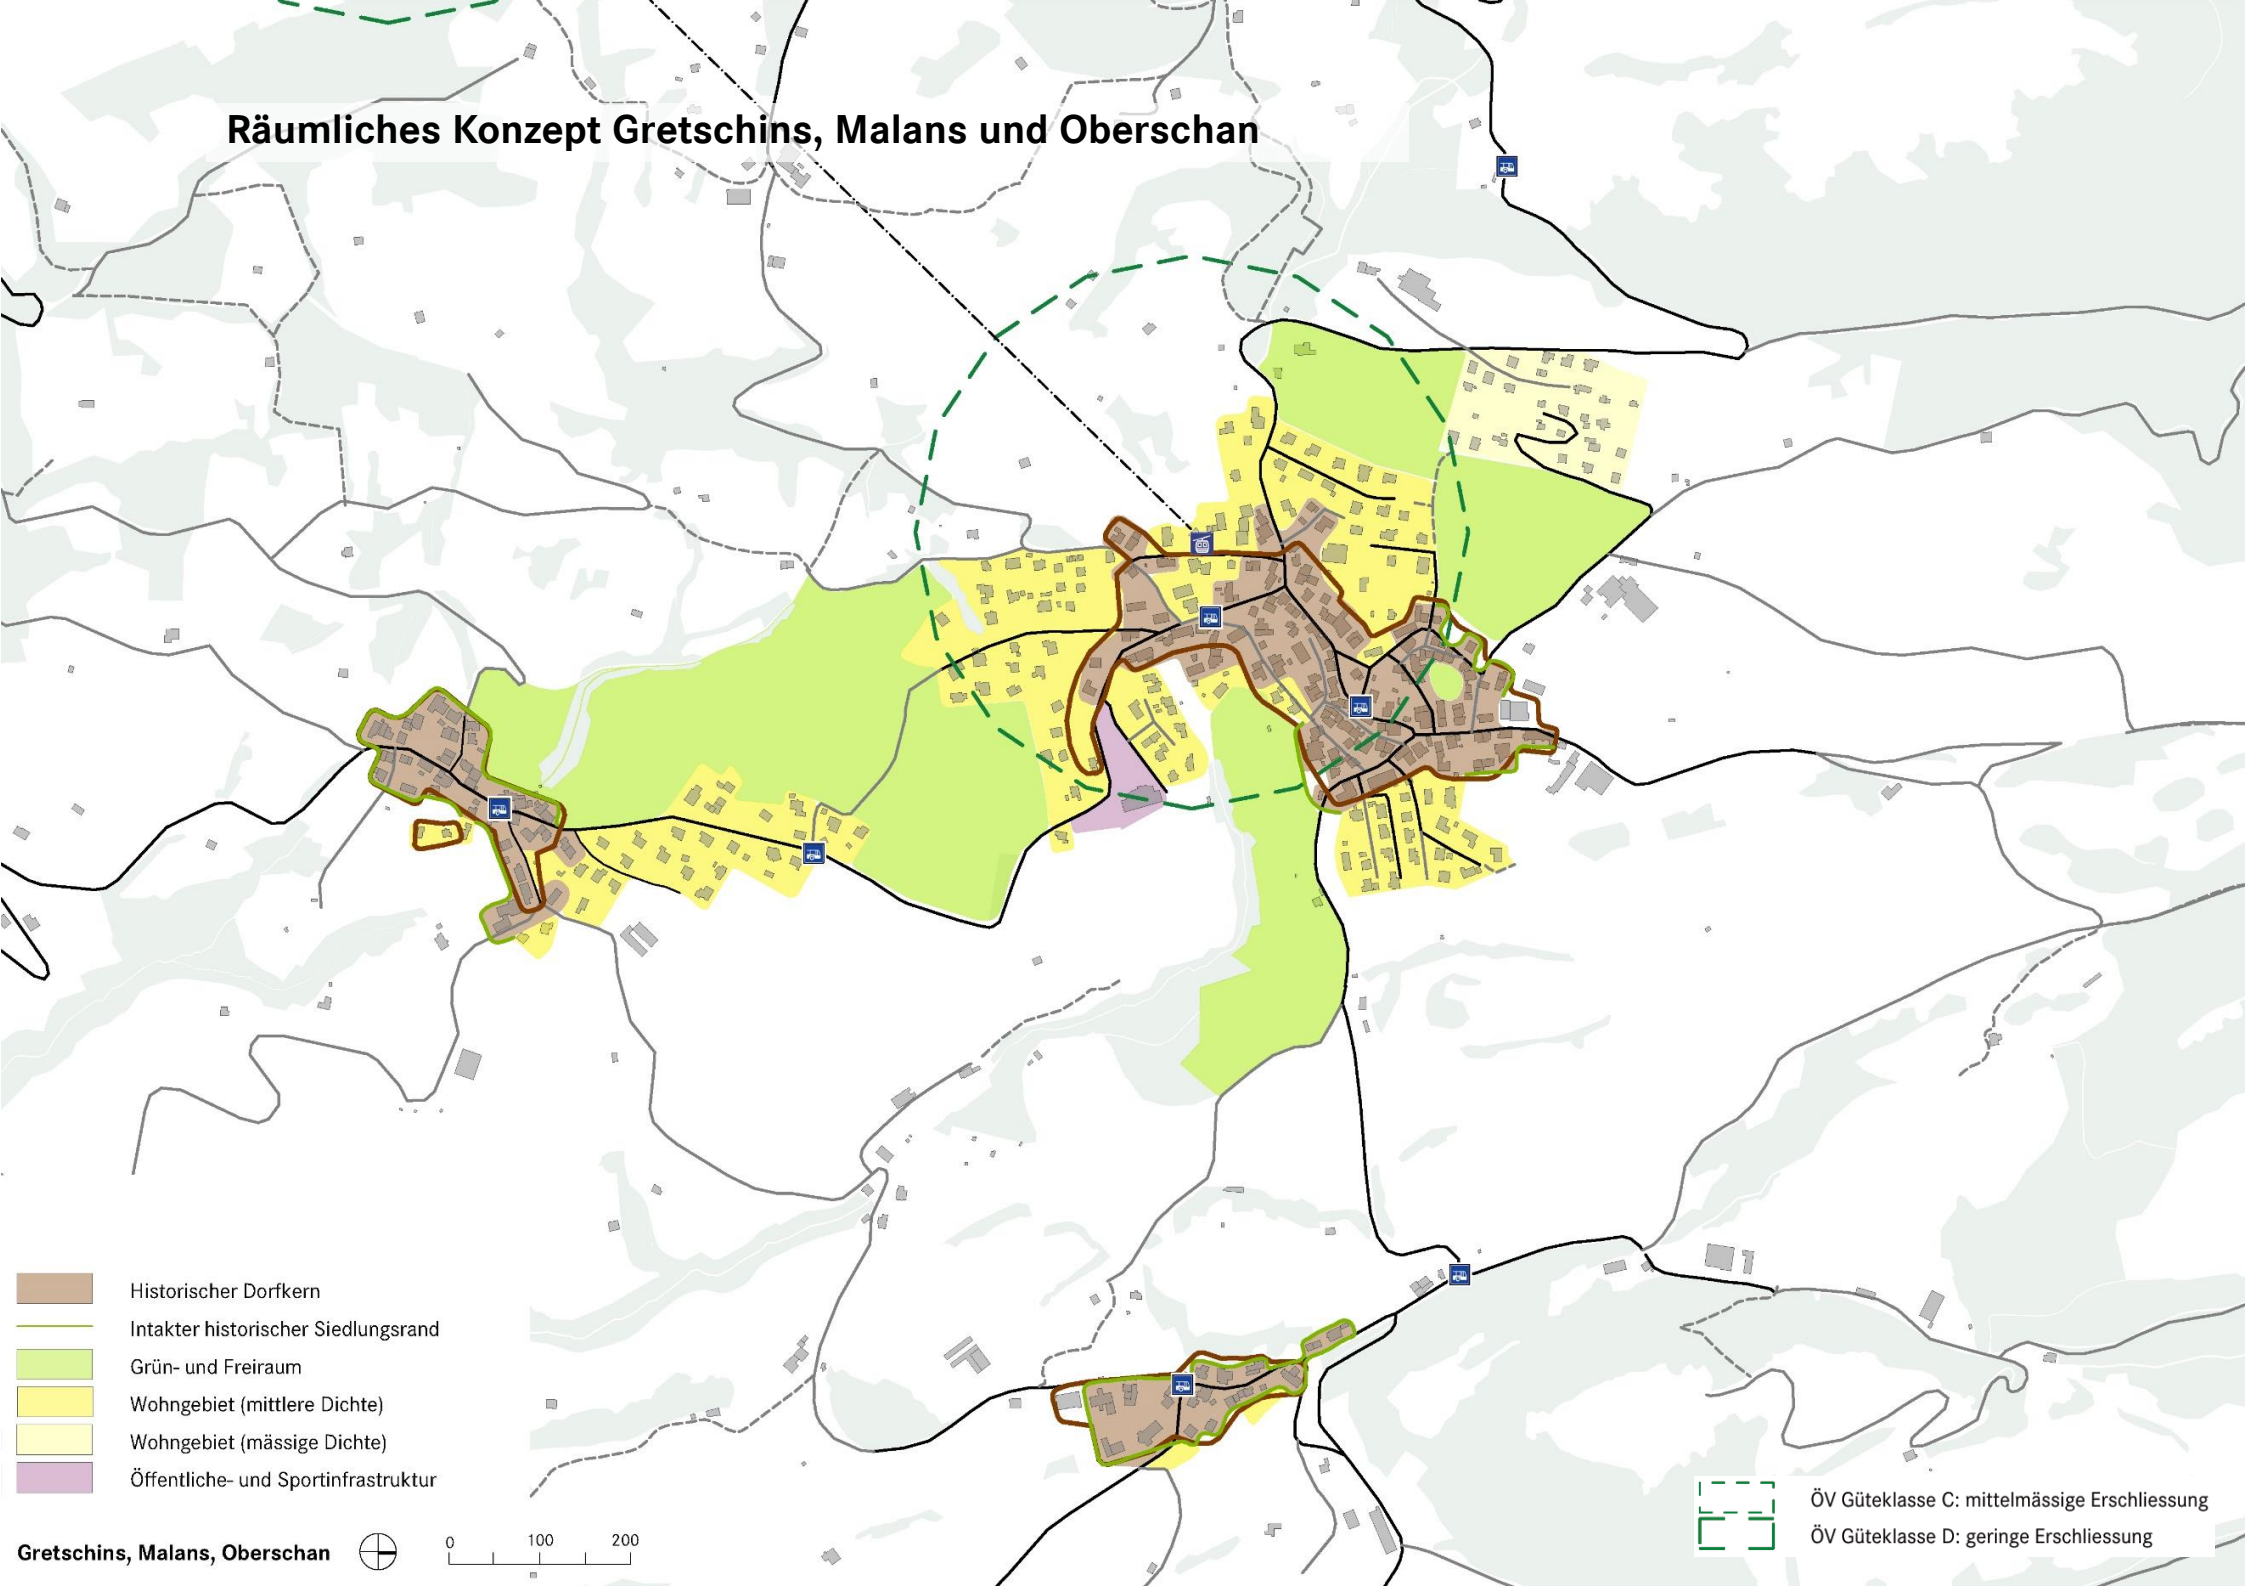 Räumliches Konzept Gretschins, Malans und Oberschan
Historischer Dorfkern
Intakter historischer Siedlungsrand
Grün- und Freiraum
Wohngebiet (mittlere Dichte)
Wohngebiet (mässige Dichte)
Öffentliche- und Sportinfrastruktur
Gretschins, Malans, Oberschan
0 100 200
ÖV Güteklasse C: mittelmässige Erschliessung
ÖV Güteklasse D: geringe Erschliessung